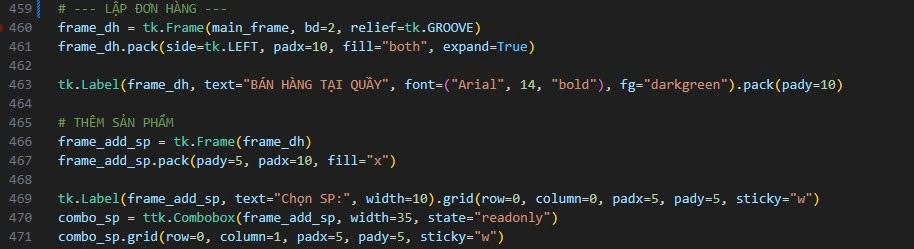 459 # --- LẬP ĐƠN HÀNG ---
460 frame_dh = tk.Frame(main_frame, bd=2, relief=tk.GROOVE)
461 frame_dh.pack(side=tk.LEFT, padx=10, fill="both", expand=True)
462
463 tk.Label(frame_dh, text="BÁN HÀNG TẠI QUẦY", font=("Arial", 14, "bold"), fg="darkgreen").pack(pady=10)
464
465 # THÊM SẢN PHẨM
466 frame_add_sp = tk.Frame(frame_dh)
467 frame_add_sp.pack(pady=5, padx=10, fill="x")
468
469 tk.Label(frame_add_sp, text="Chọn SP:", width=10).grid(row=0, column=0, padx=5, pady=5, sticky="w")
470 combo_sp = ttk.Combobox(frame_add_sp, width=35, state="readonly")
471 combo_sp.grid(row=0, column=1, padx=5, pady=5, sticky="w")